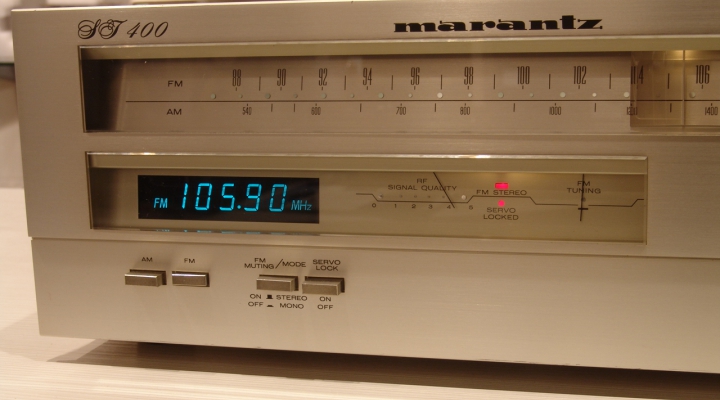 ST 400
marantz
FM 88 90 92 94 96 98 100 102 104 106
AM 540 600 700 800 1000 1400
FM 105.90 MHz
RF
SIGNAL QUALITY
0 1 2 3 4 5
FM STEREO
SERVO
LOCKED
FM
TUNING
AM
FM
FM
MUTING/MODE
ON STEREO
OFF MONO
SERVO
LOCK
ON
OFF